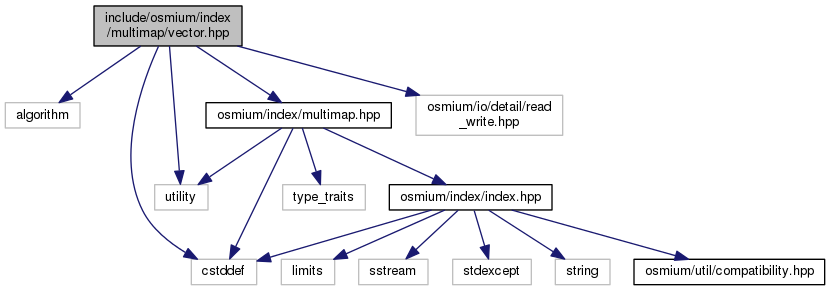 include/osmium/index
/multimap/vector.hpp
algorithm
osmium/index/multimap.hpp
osmium/io/detail/read
_write.hpp
utility
type_traits
osmium/index/index.hpp
cstddef
limits
sstream
stdexcept
string
osmium/util/compatibility.hpp